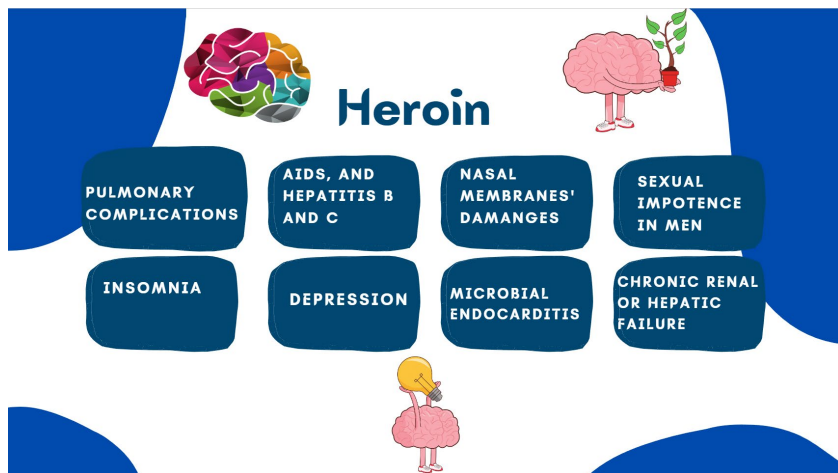 Heroin
PULMONARY
COMPLICATIONS
AIDS, AND
HEPATITIS B
AND C
NASAL
MEMBRANES'
DAMANGES
SEXUAL
IMPOTENCE
IN MEN
INSOMNIA
DEPRESSION
MICROBIAL
ENDOCARDITIS
CHRONIC RENAL
OR HEPATIC
FAILURE